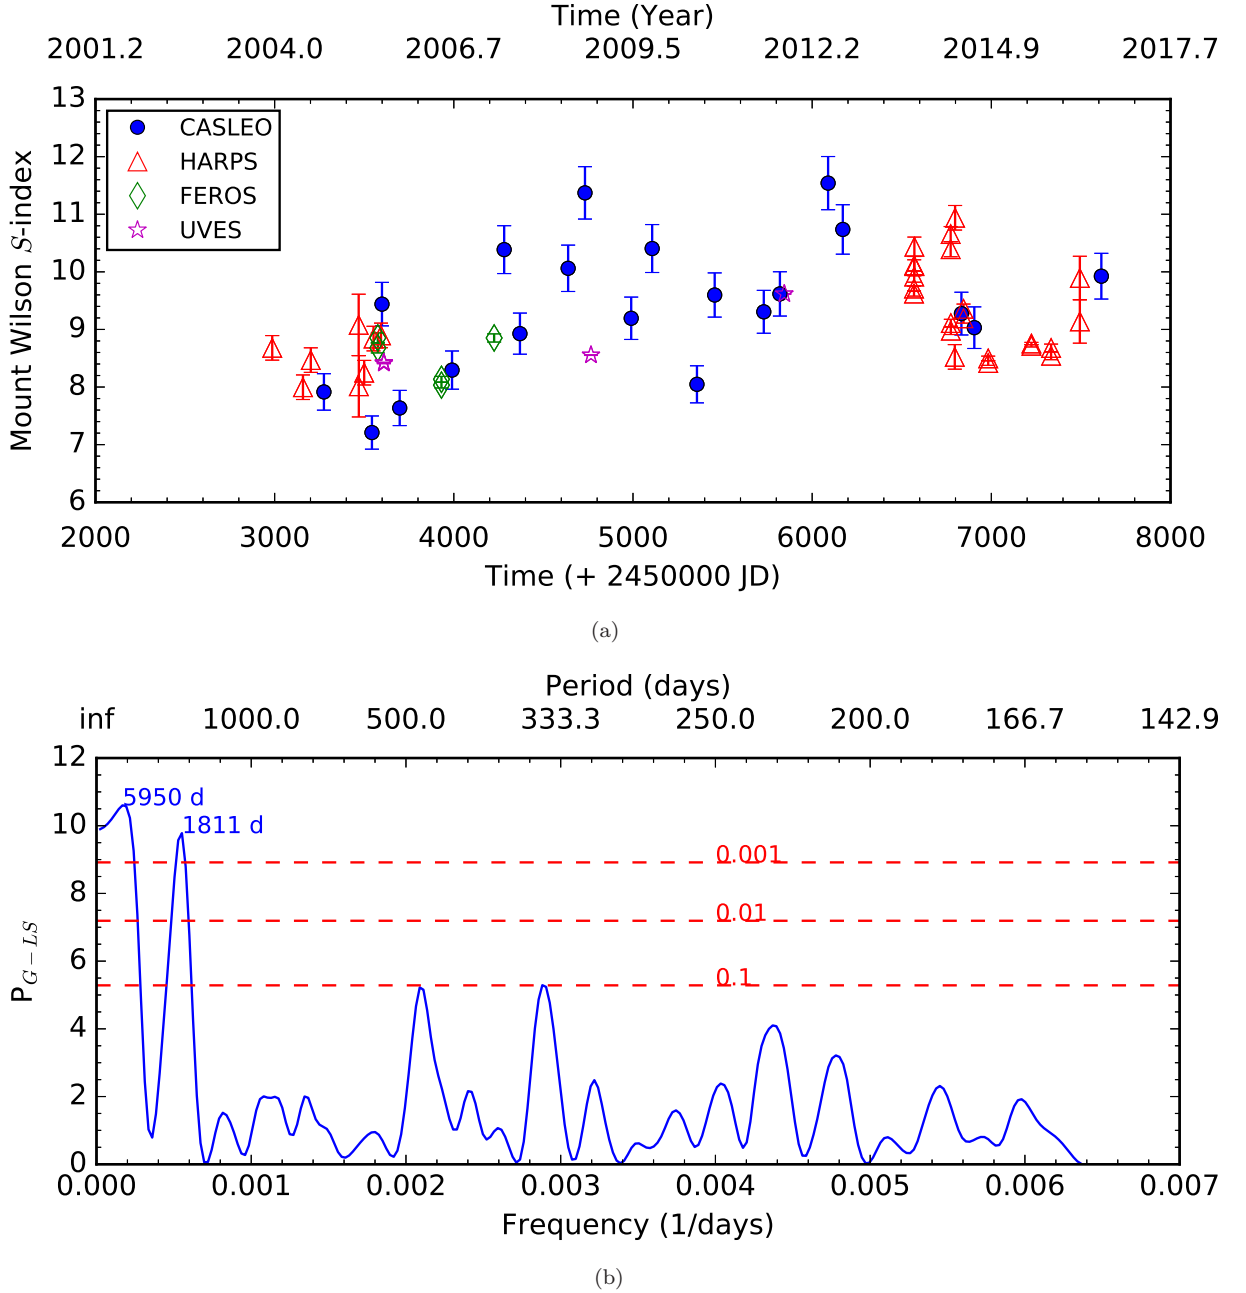 Time (Year)
2001.2 2004.0 2006.7 2009.5 2012.2 2014.9 2017.7
13
12
11
10
9
8
7
6
Mount Wilson S-index
CASLEO
HARPS
FEROS
UVES
2000 3000 4000 5000 6000 7000 8000
Time (+ 2450000 JD)
(a)
Period (days)
inf 1000.0 500.0 333.3 250.0 200.0 166.7 142.9
12
10
8
6
4
2
0
P_{G-LS}
5950 d
1811 d
0.001
0.01
0.1
0.000 0.001 0.002 0.003 0.004 0.005 0.006 0.007
Frequency (1/days)
(b)